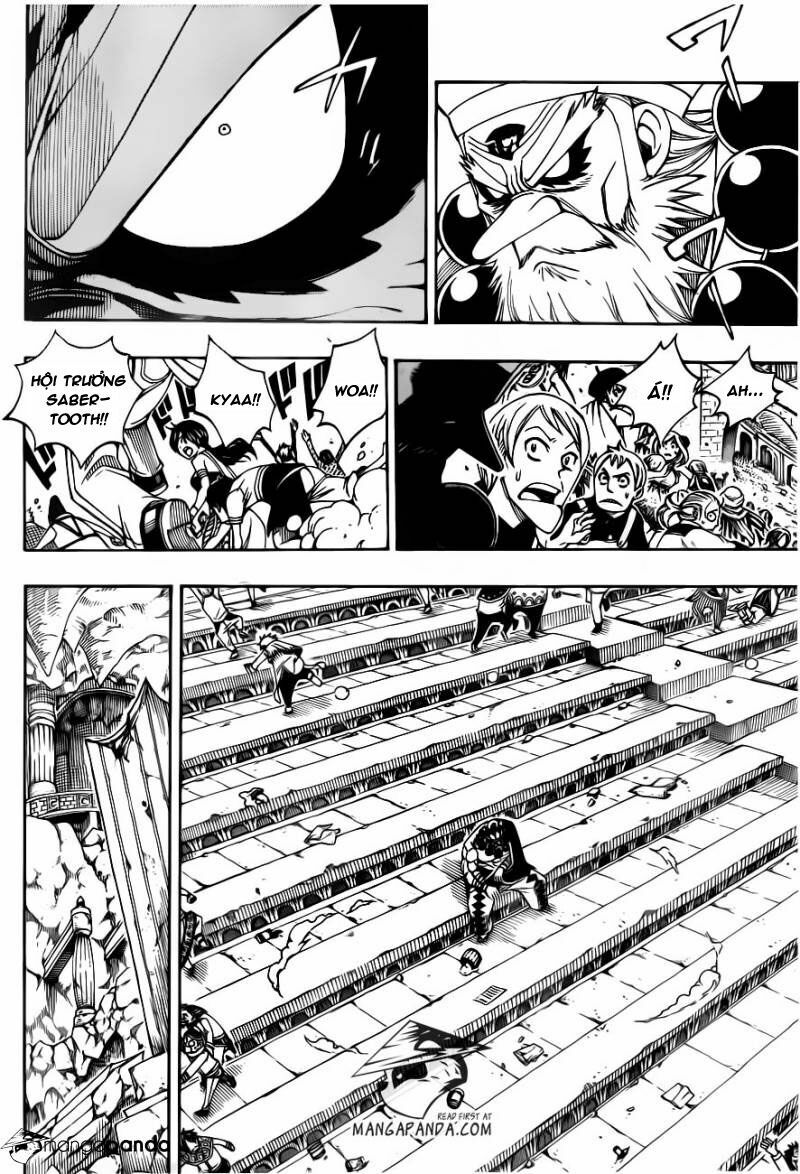 AH...
Á!!
WOA!!
KYAA!!
HỘI TRƯỞNG
SABER-
TOOTH!!
READ FIRST AT
MANGAPANDA.COM
mangapanda